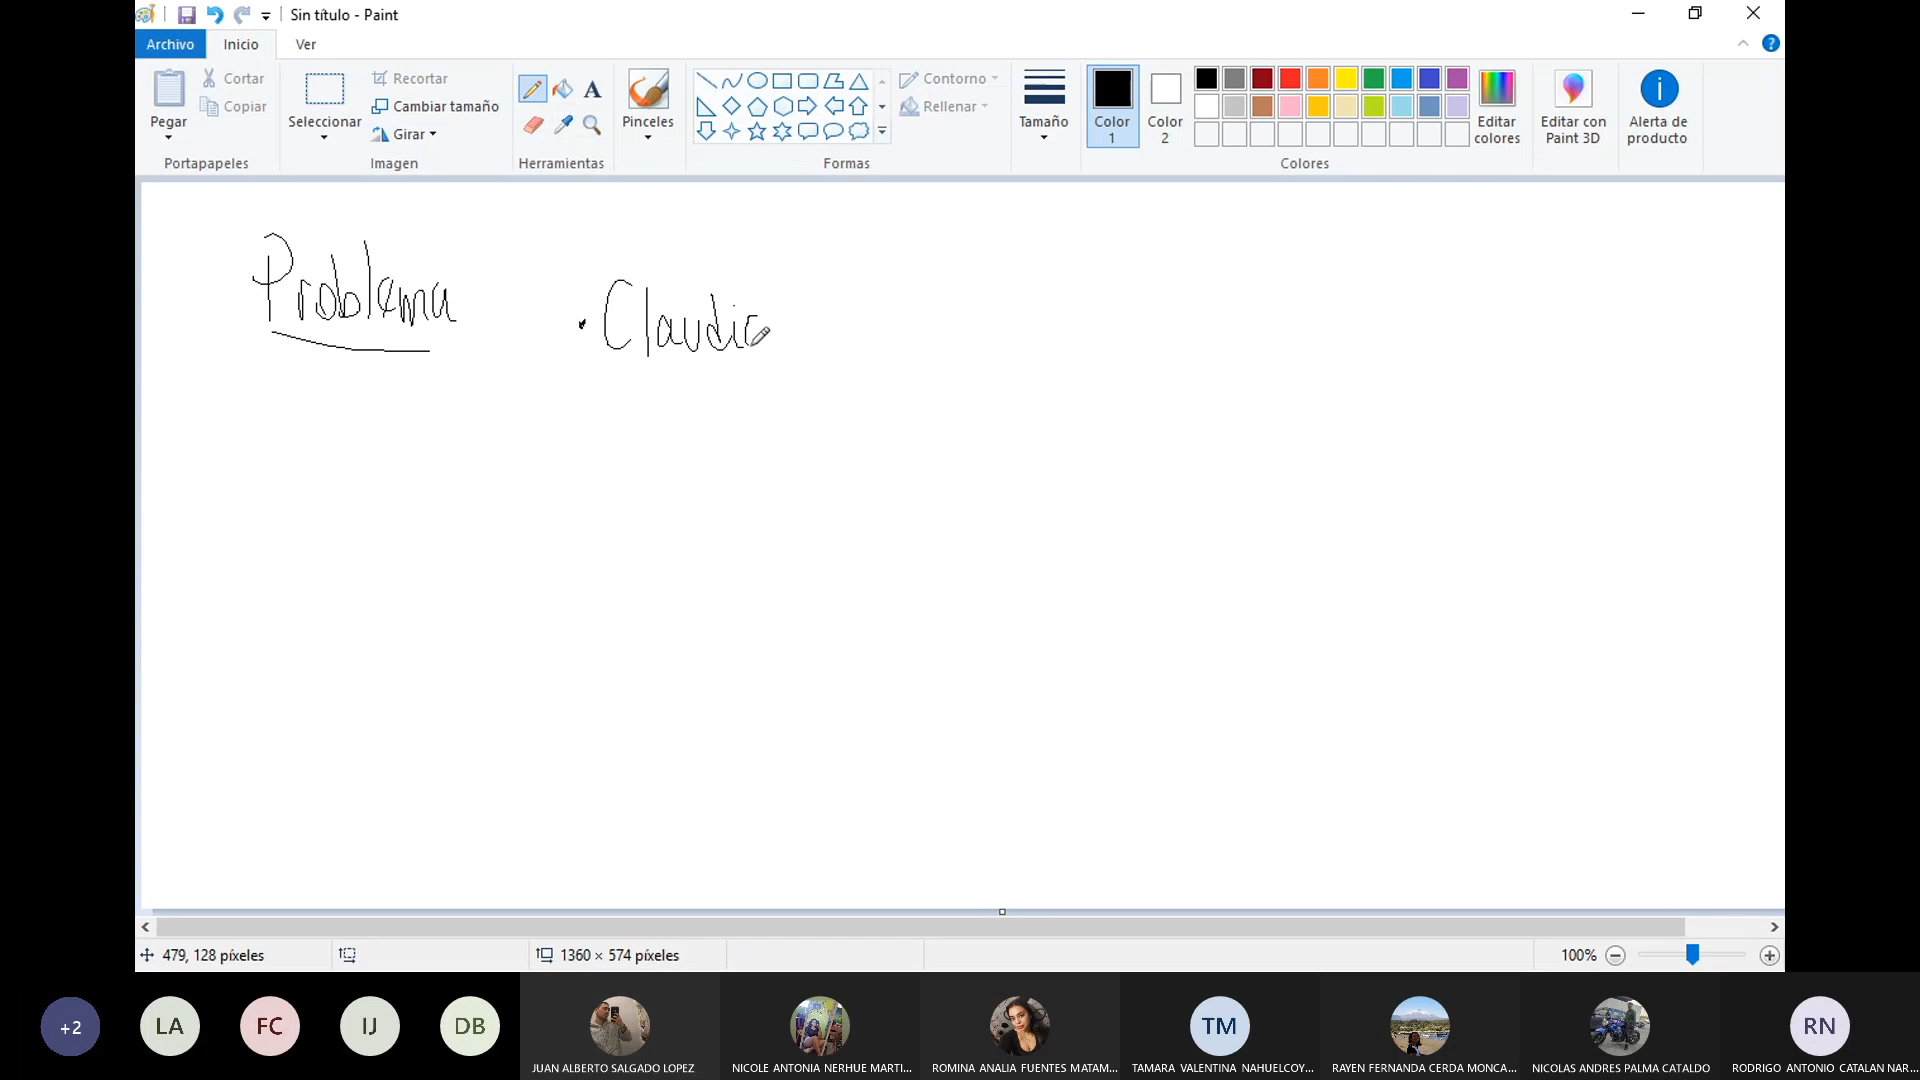 Sin título - Paint
Archivo Inicio Ver
Pegar
Cortar
Copiar
Portapapeles
Seleccionar
Recortar
Cambiar tamaño
Girar
Imagen
A
Herramientas
Pinceles
Contorno
Rellenar
Formas
Tamaño
Color 1
Color 2
Editar colores
Colores
Editar con Paint 3D
Alerta de producto
Problema
· Claudic
479, 128 píxeles
1360 × 574 píxeles
100%
+2 LA FC IJ DB TM RN
JUAN ALBERTO SALGADO LOPEZ
NICOLE ANTONIA NERHUE MARTI...
ROMINA ANALIA FUENTES MATAM...
TAMARA VALENTINA NAHUELCOY...
RAYEN FERNANDA CERDA MONCA...
NICOLAS ANDRES PALMA CATALDO
RODRIGO ANTONIO CATALAN NAR...